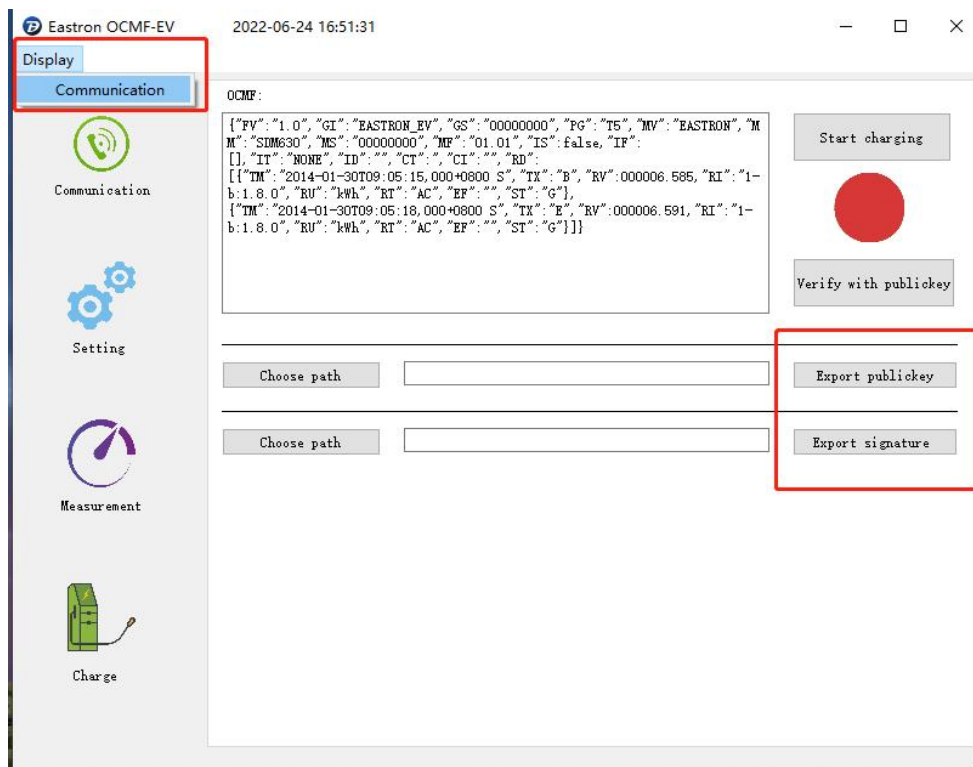 Eastron OCMF-EV 2022-06-24 16:51:31
Display
Communication
OCMF:
{"FV":"1.0","GI":"EASTRON_EV","GS":"00000000","PG":"T5","MV":"EASTRON","M
M":"SDM630","MS":"00000000","MF":"01.01","IS":false,"IF":
[],"IT":"NONE","ID":"","CT":,"CI":"","RD":
[{"TM":"2014-01-30T09:05:15,000+0800 S","TX":"B","RV":000006.585,"RI":"1-
b:1.8.0","RU":"kWh","RT":"AC","EF":"","ST":"G"},
{"TM":"2014-01-30T09:05:18,000+0800 S","TX":"E","RV":000006.591,"RI":"1-
b:1.8.0","RU":"kWh","RT":"AC","EF":"","ST":"G"}]}
Start charging
Communication
Verify with publickey
Setting
Choose path
Export publickey
Choose path
Export signature
Measurement
Charge